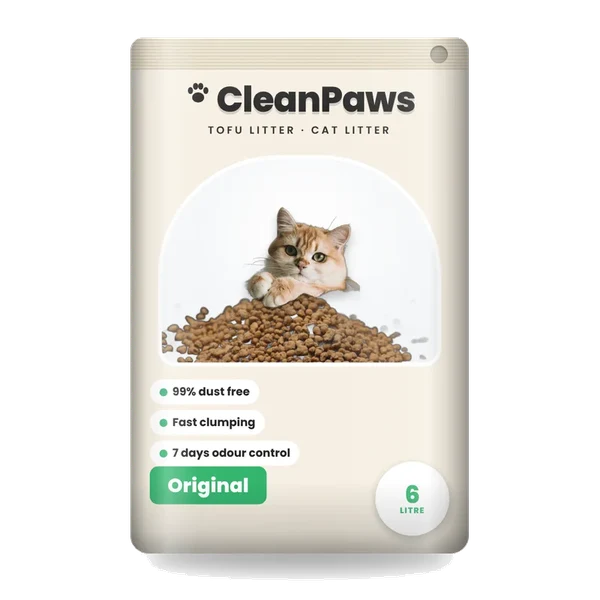 CleanPaws
TOFU LITTER · CAT LITTER
99% dust free
Fast clumping
7 days odour control
Original
6
LITRE